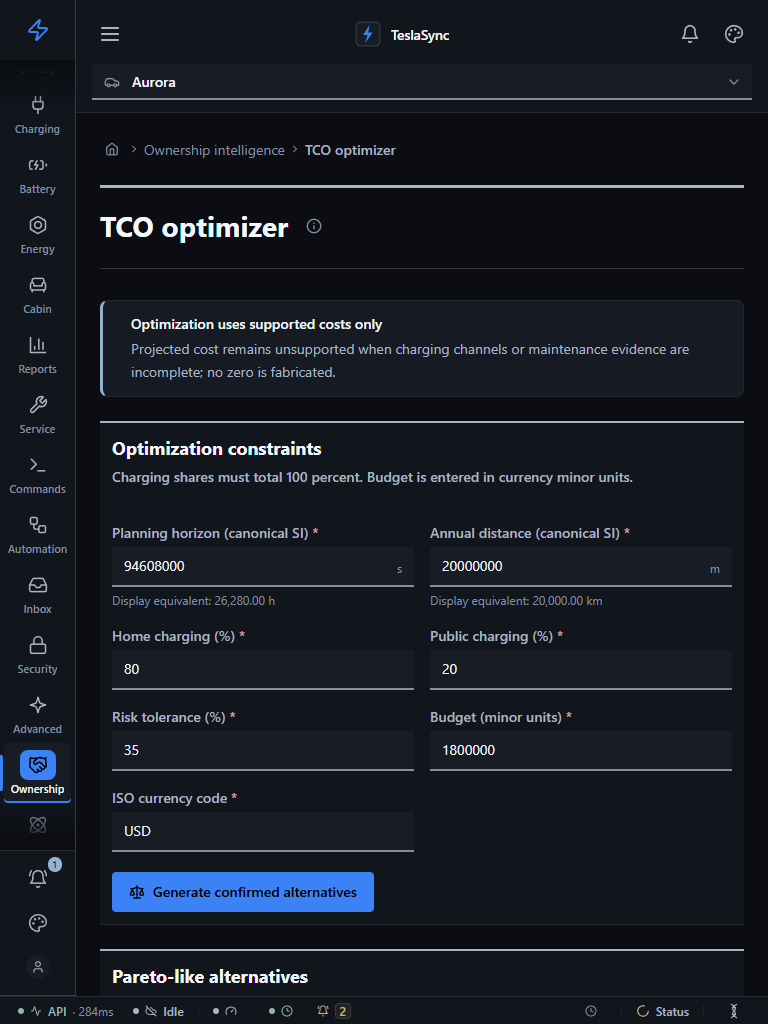 TeslaSync
Aurora
Driving
Charging
Battery
Energy
Cabin
Reports
Service
Commands
Automation
Inbox
Security
Advanced
Ownership
1
Ownership intelligence > TCO optimizer
TCO optimizer
Optimization uses supported costs only
Projected cost remains unsupported when charging channels or maintenance evidence are
incomplete; no zero is fabricated.
Optimization constraints
Charging shares must total 100 percent. Budget is entered in currency minor units.
Planning horizon (canonical SI) *
94608000 s
Display equivalent: 26,280.00 h
Annual distance (canonical SI) *
20000000 m
Display equivalent: 20,000.00 km
Home charging (%) *
80
Public charging (%) *
20
Risk tolerance (%) *
35
Budget (minor units) *
1800000
ISO currency code *
USD
Generate confirmed alternatives
Pareto-like alternatives
API · 284ms
Idle
2
Status